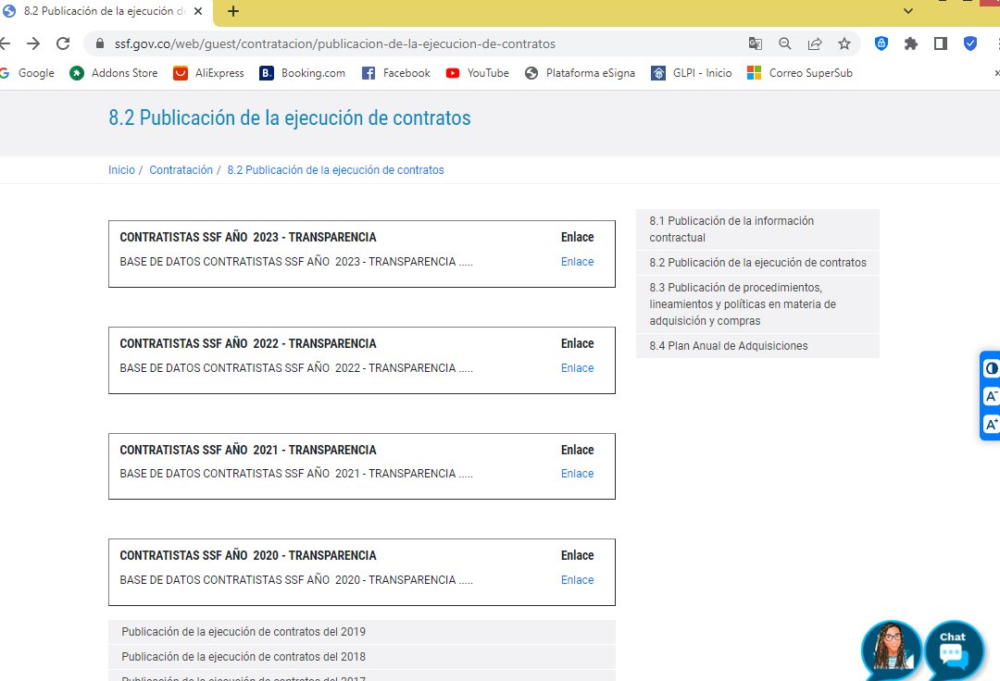 8.2 Publicación de la ejecución de
ssf.gov.co/web/guest/contratacion/publicacion-de-la-ejecucion-de-contratos
Google Addons Store AliExpress B. Booking.com Facebook YouTube Plataforma eSigna GLPI - Inicio Correo SuperSub »
8.2 Publicación de la ejecución de contratos
Inicio / Contratación / 8.2 Publicación de la ejecución de contratos
CONTRATISTAS SSF AÑO 2023 - TRANSPARENCIA Enlace
BASE DE DATOS CONTRATISTAS SSF AÑO 2023 - TRANSPARENCIA ..... Enlace
CONTRATISTAS SSF AÑO 2022 - TRANSPARENCIA Enlace
BASE DE DATOS CONTRATISTAS SSF AÑO 2022 - TRANSPARENCIA ..... Enlace
CONTRATISTAS SSF AÑO 2021 - TRANSPARENCIA Enlace
BASE DE DATOS CONTRATISTAS SSF AÑO 2021 - TRANSPARENCIA ..... Enlace
CONTRATISTAS SSF AÑO 2020 - TRANSPARENCIA Enlace
BASE DE DATOS CONTRATISTAS SSF AÑO 2020 - TRANSPARENCIA ..... Enlace
Publicación de la ejecución de contratos del 2019
Publicación de la ejecución de contratos del 2018
Publicación de la ejecución de contratos del 2017
8.1 Publicación de la información
contractual
8.2 Publicación de la ejecución de contratos
8.3 Publicación de procedimientos,
lineamientos y políticas en materia de
adquisición y compras
8.4 Plan Anual de Adquisiciones
A-
A+
Chat